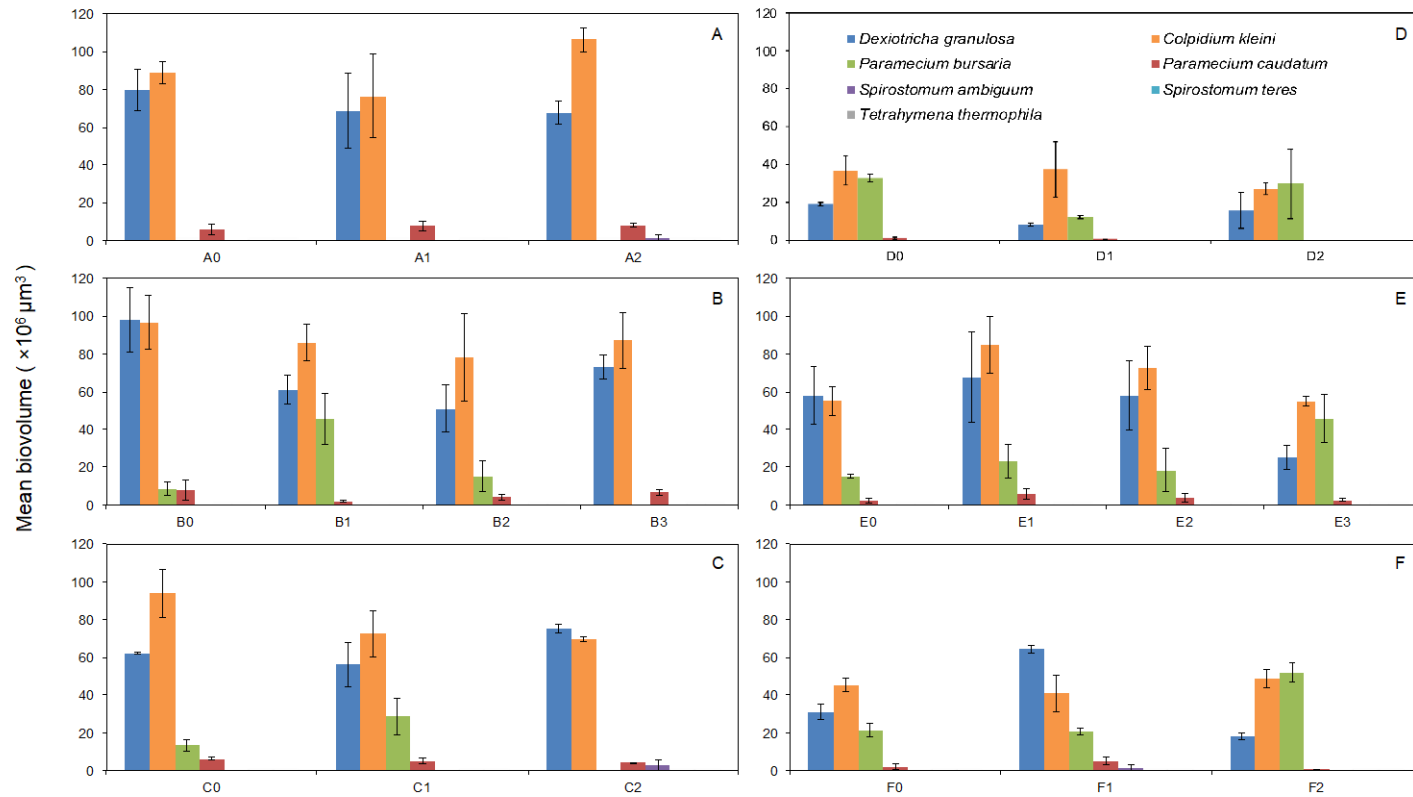 Mean biovolume ( ×10⁶ µm³)
A
120
100
80
60
40
20
0
A0 A1 A2
D
120
100
80
60
40
20
0
Dexiotricha granulosa Colpidium kleini
Paramecium bursaria Paramecium caudatum
Spirostomum ambiguum Spirostomum teres
Tetrahymena thermophila
D0 D1 D2
B
120
100
80
60
40
20
0
B0 B1 B2 B3
E
120
100
80
60
40
20
0
E0 E1 E2 E3
C
120
100
80
60
40
20
0
C0 C1 C2
F
120
100
80
60
40
20
0
F0 F1 F2